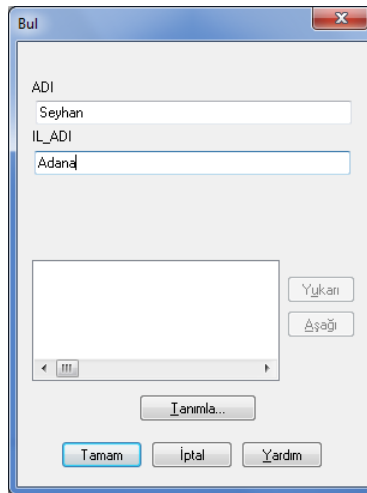 Bul
ADI
Seyhan
IL_ADI
Adana
Yukarı
Aşağı
Tanımla...
Tamam
İptal
Yardım